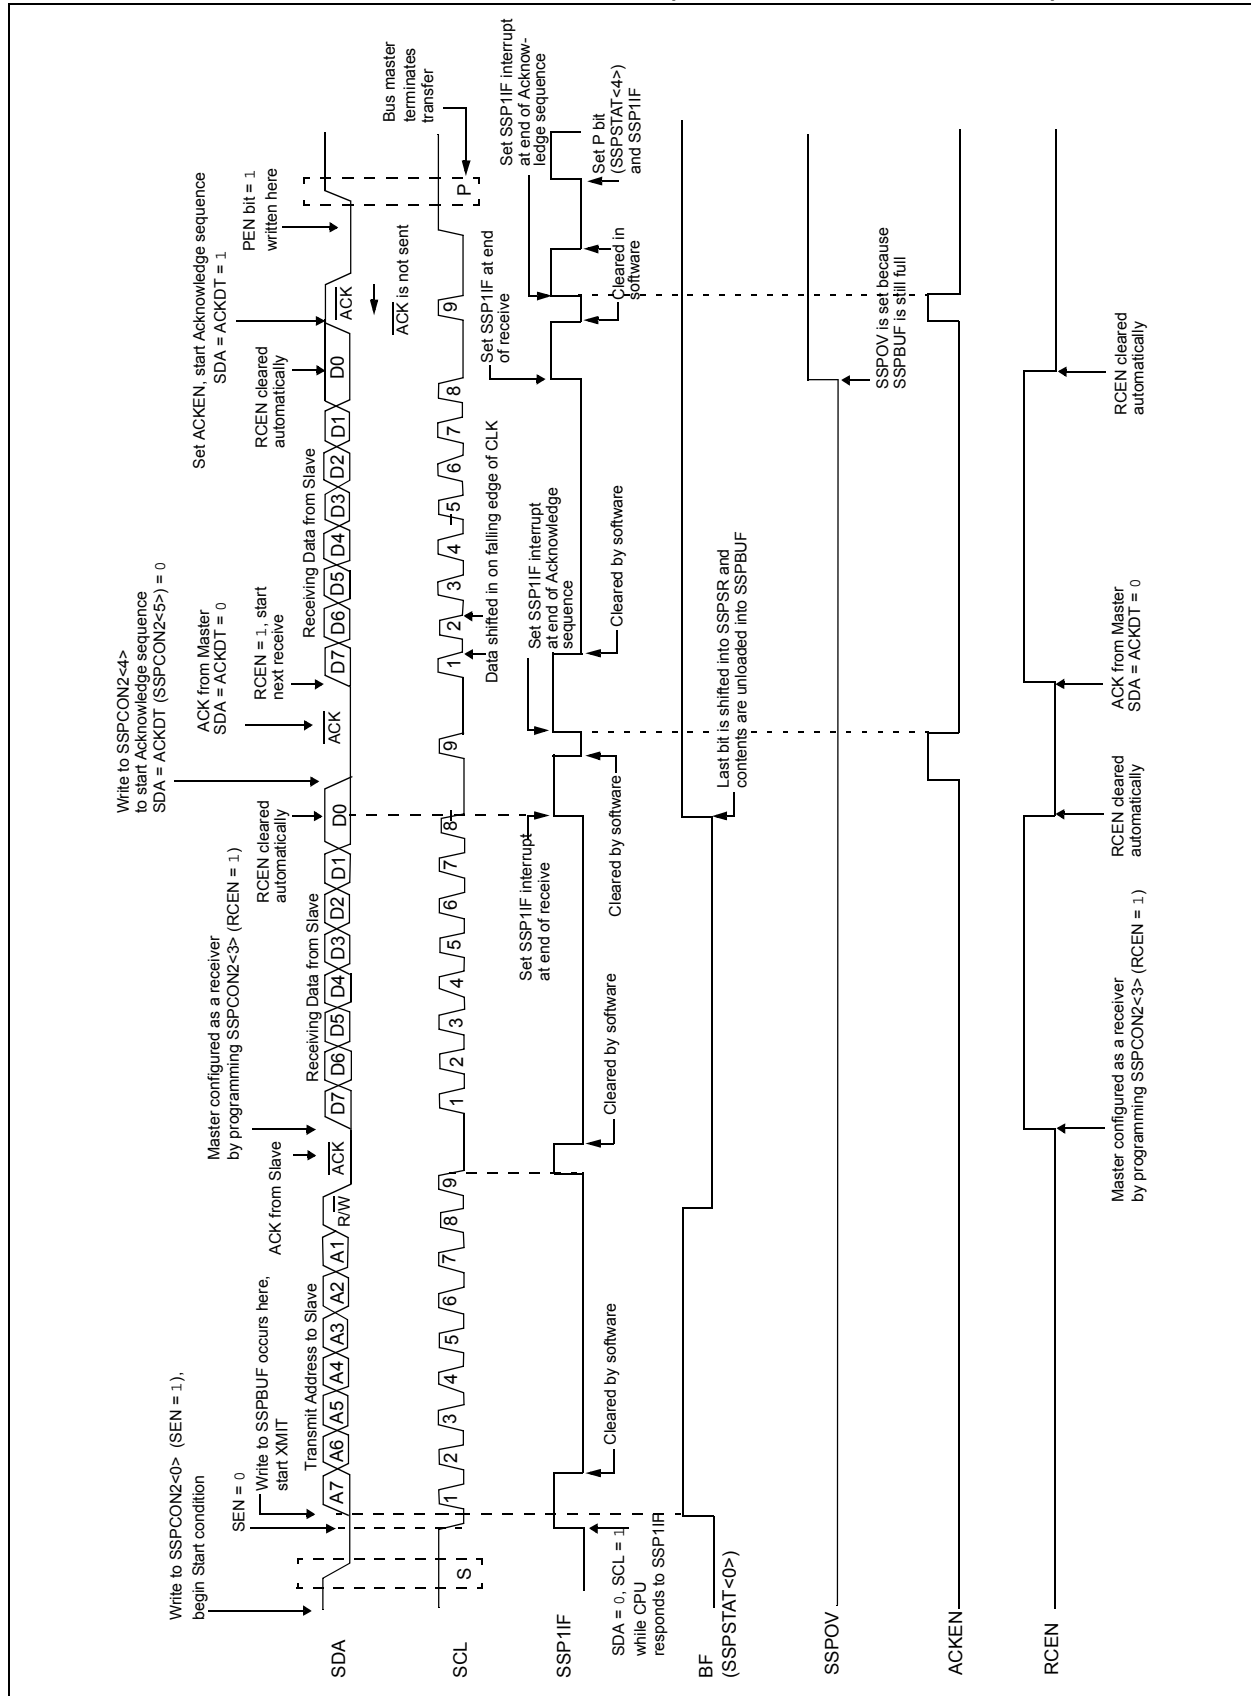 Write to SSPCON2<0> (SEN = 1),
begin Start condition
SEN = 0
Write to SSPBUF occurs here,
start XMIT
ACK from Slave
Master configured as a receiver
by programming SSPCON2<3> (RCEN = 1)
RCEN cleared
automatically
Write to SSPCON2<4>
to start Acknowledge sequence
SDA = ACKDT (SSPCON2<5>) = 0
ACK from Master
SDA = ACKDT = 0
RCEN = 1, start
next receive
RCEN cleared
automatically
Set ACKEN, start Acknowledge sequence
SDA = ACKDT = 1
PEN bit = 1
written here
Transmit Address to Slave
Receiving Data from Slave
Receiving Data from Slave
SDA
A7 A6 A5 A4 A3 A2 A1 R/W ACK D7 D6 D5 D4 D3 D2 D1 D0 ACK D7 D6 D5 D4 D3 D2 D1 D0 ACK
ACK is not sent
Bus master
terminates
transfer
SCL
S 1 2 3 4 5 6 7 8 9 1 2 3 4 5 6 7 8 9 1 2 3 4 5 6 7 8 9 P
Data shifted in on falling edge of CLK
Set SSP1IF interrupt
at end of receive
Set SSP1IF interrupt
at end of Acknowledge
sequence
Set SSP1IF at end
of receive
Set SSP1IF interrupt
at end of Acknow-
ledge sequence
SSP1IF
SDA = 0, SCL = 1
while CPU
responds to SSP1IF
Cleared by software
Cleared by software
Cleared by software
Cleared by software
Cleared in
software
Set P bit
(SSPSTAT<4>)
and SSP1IF
BF
(SSPSTAT<0>)
Last bit is shifted into SSPSR and
contents are unloaded into SSPBUF
SSPOV
SSPOV is set because
SSPBUF is still full
ACKEN
RCEN
Master configured as a receiver
by programming SSPCON2<3> (RCEN = 1)
RCEN cleared
automatically
ACK from Master
SDA = ACKDT = 0
RCEN cleared
automatically